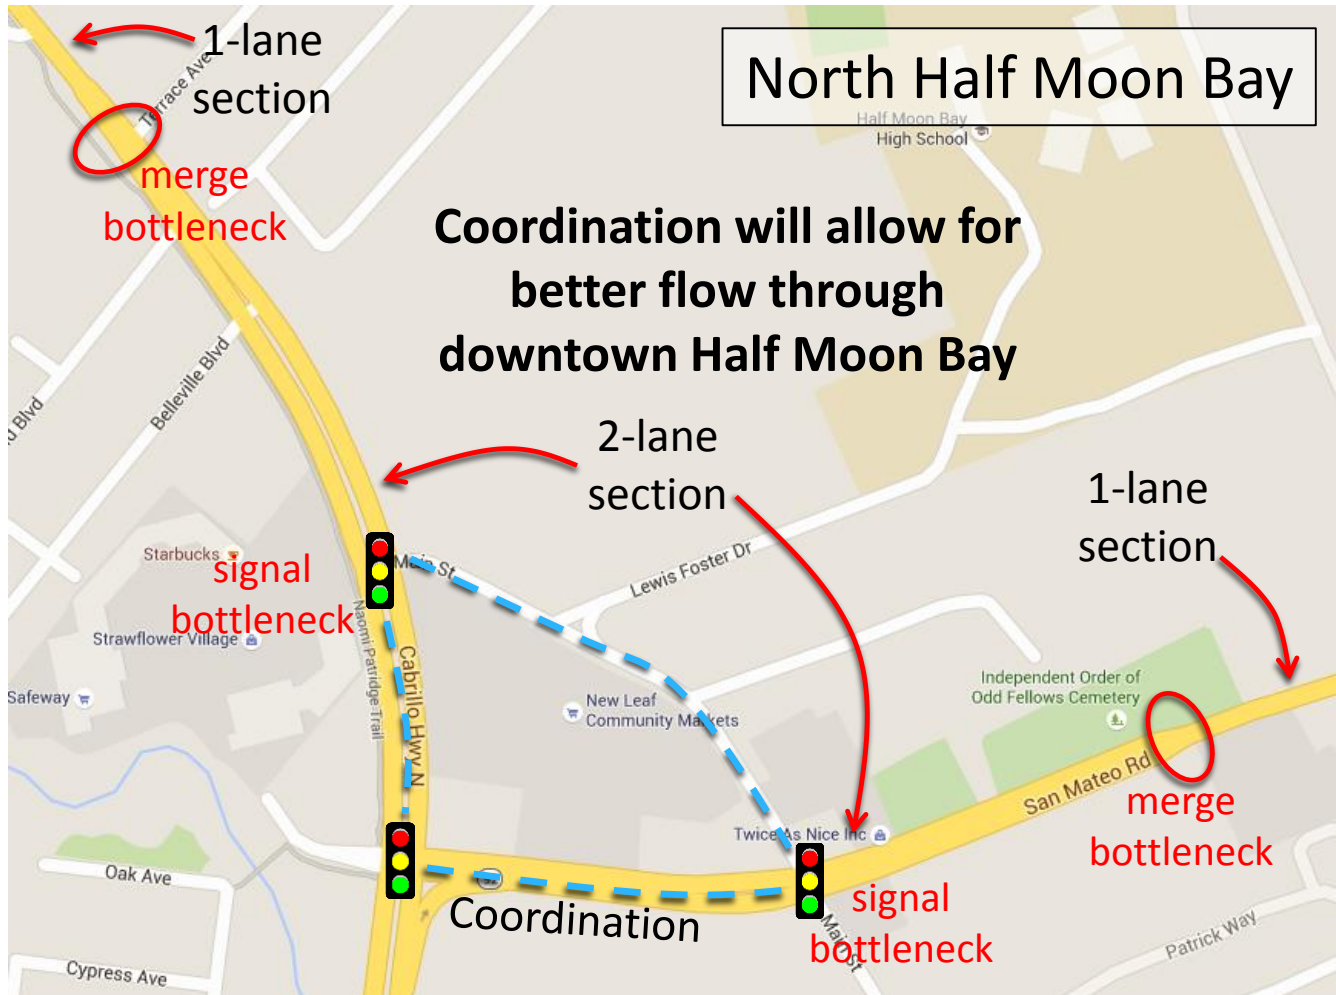 1-lane
section
Terrace Ave
North Half Moon Bay
Half Moon Bay
High School
merge
bottleneck
Coordination will allow for
better flow through
downtown Half Moon Bay
Belleville Blvd
Blvd
2-lane
section
1-lane
section
Starbucks
signal
bottleneck
Main St
Lewis Foster Dr
Naomi Patridge Trail
Strawflower Village
Cabrillo Hwy N
Safeway
New Leaf
Community Markets
Independent Order of
Odd Fellows Cemetery
San Mateo Rd
merge
bottleneck
Twice As Nice Inc
Oak Ave
92
Coordination
signal
bottleneck
Main St
Patrick Way
Cypress Ave